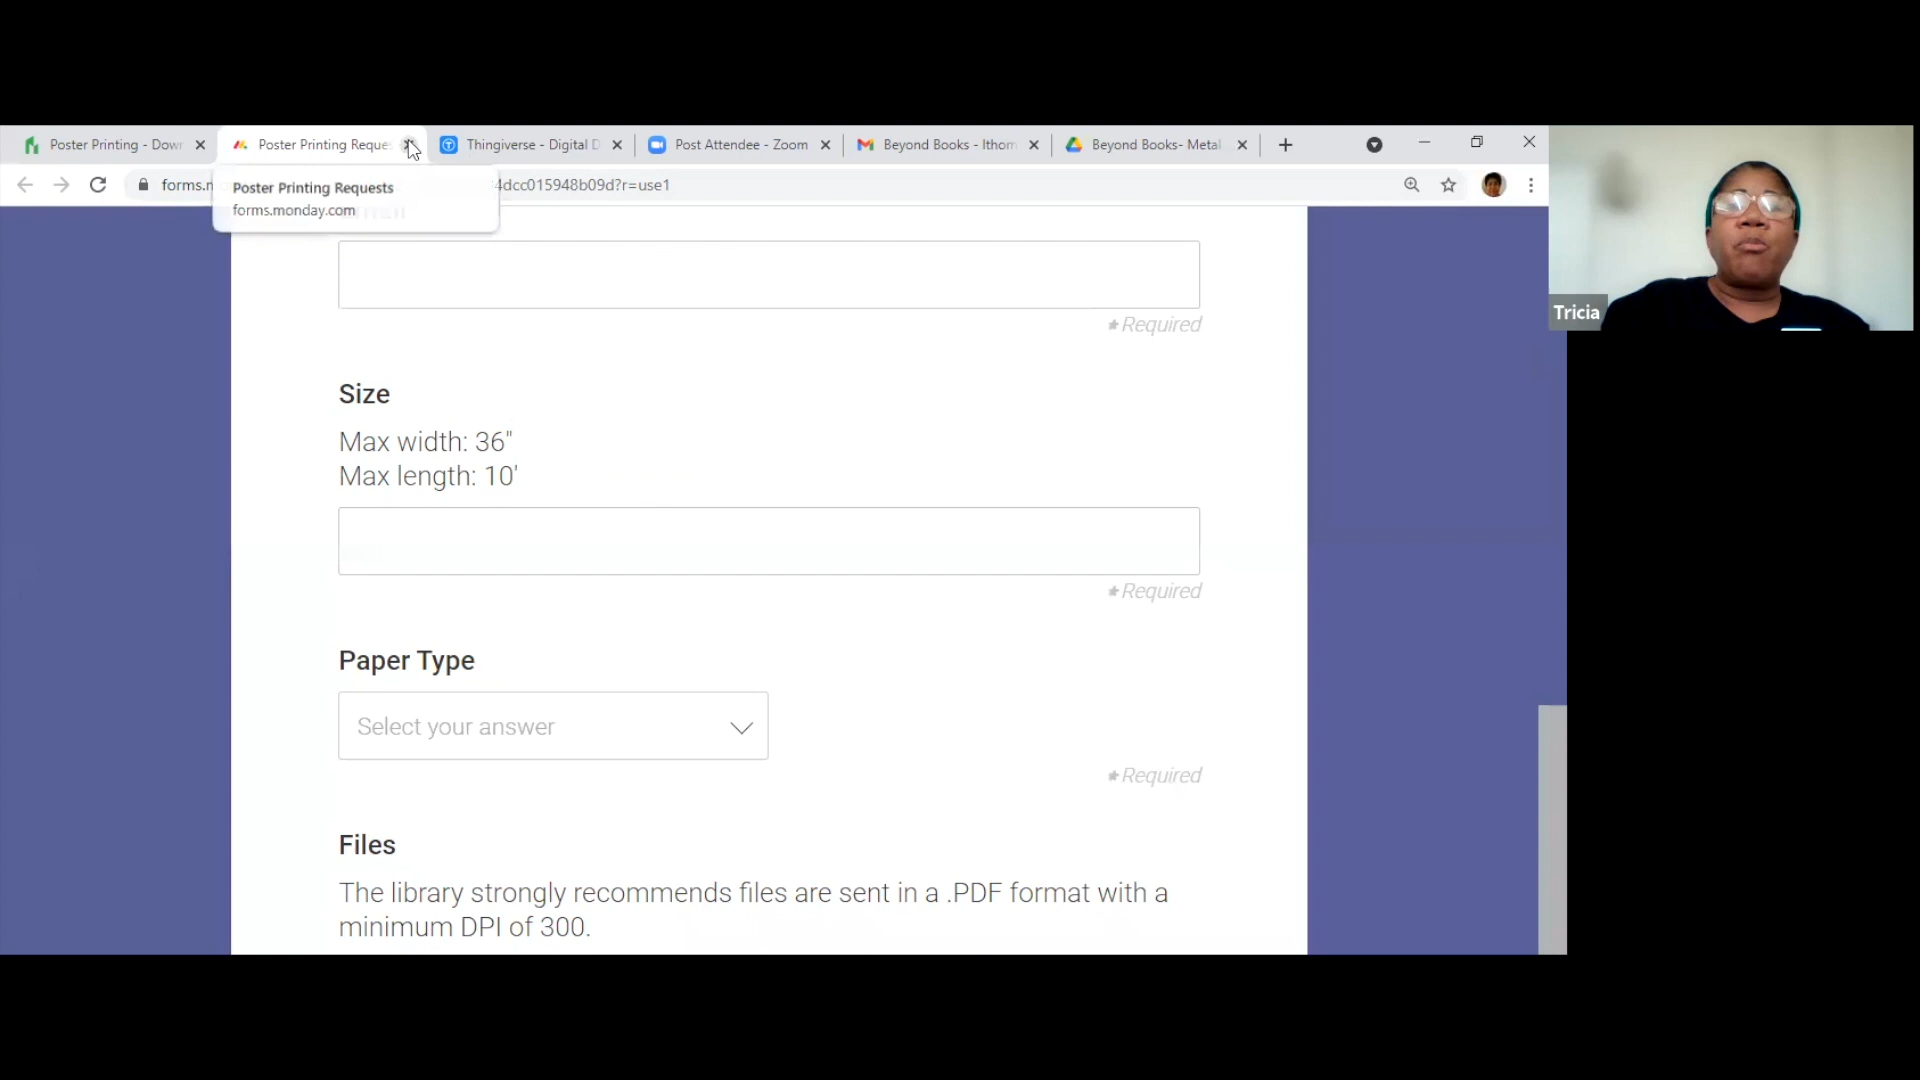 Poster Printing - Down
Poster Printing Reques
Thingiverse - Digital D
Post Attendee - Zoom
Beyond Books - Ithom
Beyond Books- Metal
forms.m
4dcc015948b09d?r=use1
Poster Printing Requests
forms.monday.com
Tricia
* Required
Size
Max width: 36"
Max length: 10'
* Required
Paper Type
Select your answer
* Required
Files
The library strongly recommends files are sent in a .PDF format with a
minimum DPI of 300.